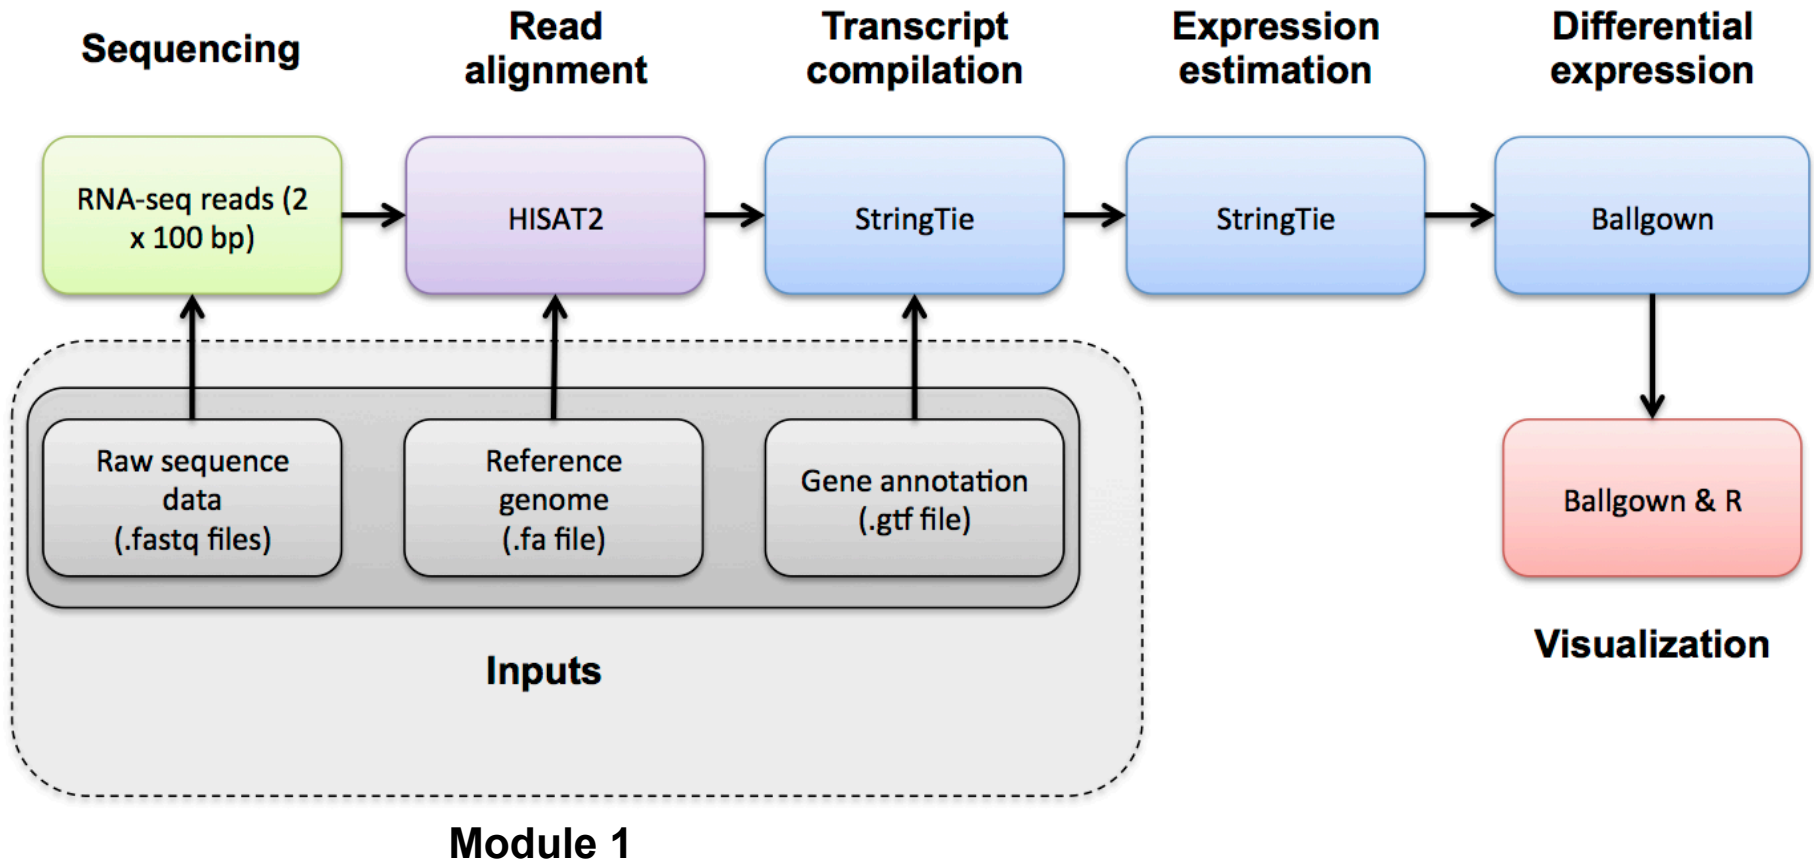 Sequencing
Read
alignment
Transcript
compilation
Expression
estimation
Differential
expression
RNA-seq reads (2
x 100 bp)
HISAT2
StringTie
StringTie
Ballgown
Raw sequence
data
(.fastq files)
Reference
genome
(.fa file)
Gene annotation
(.gtf file)
Ballgown & R
Inputs
Visualization
Module 1